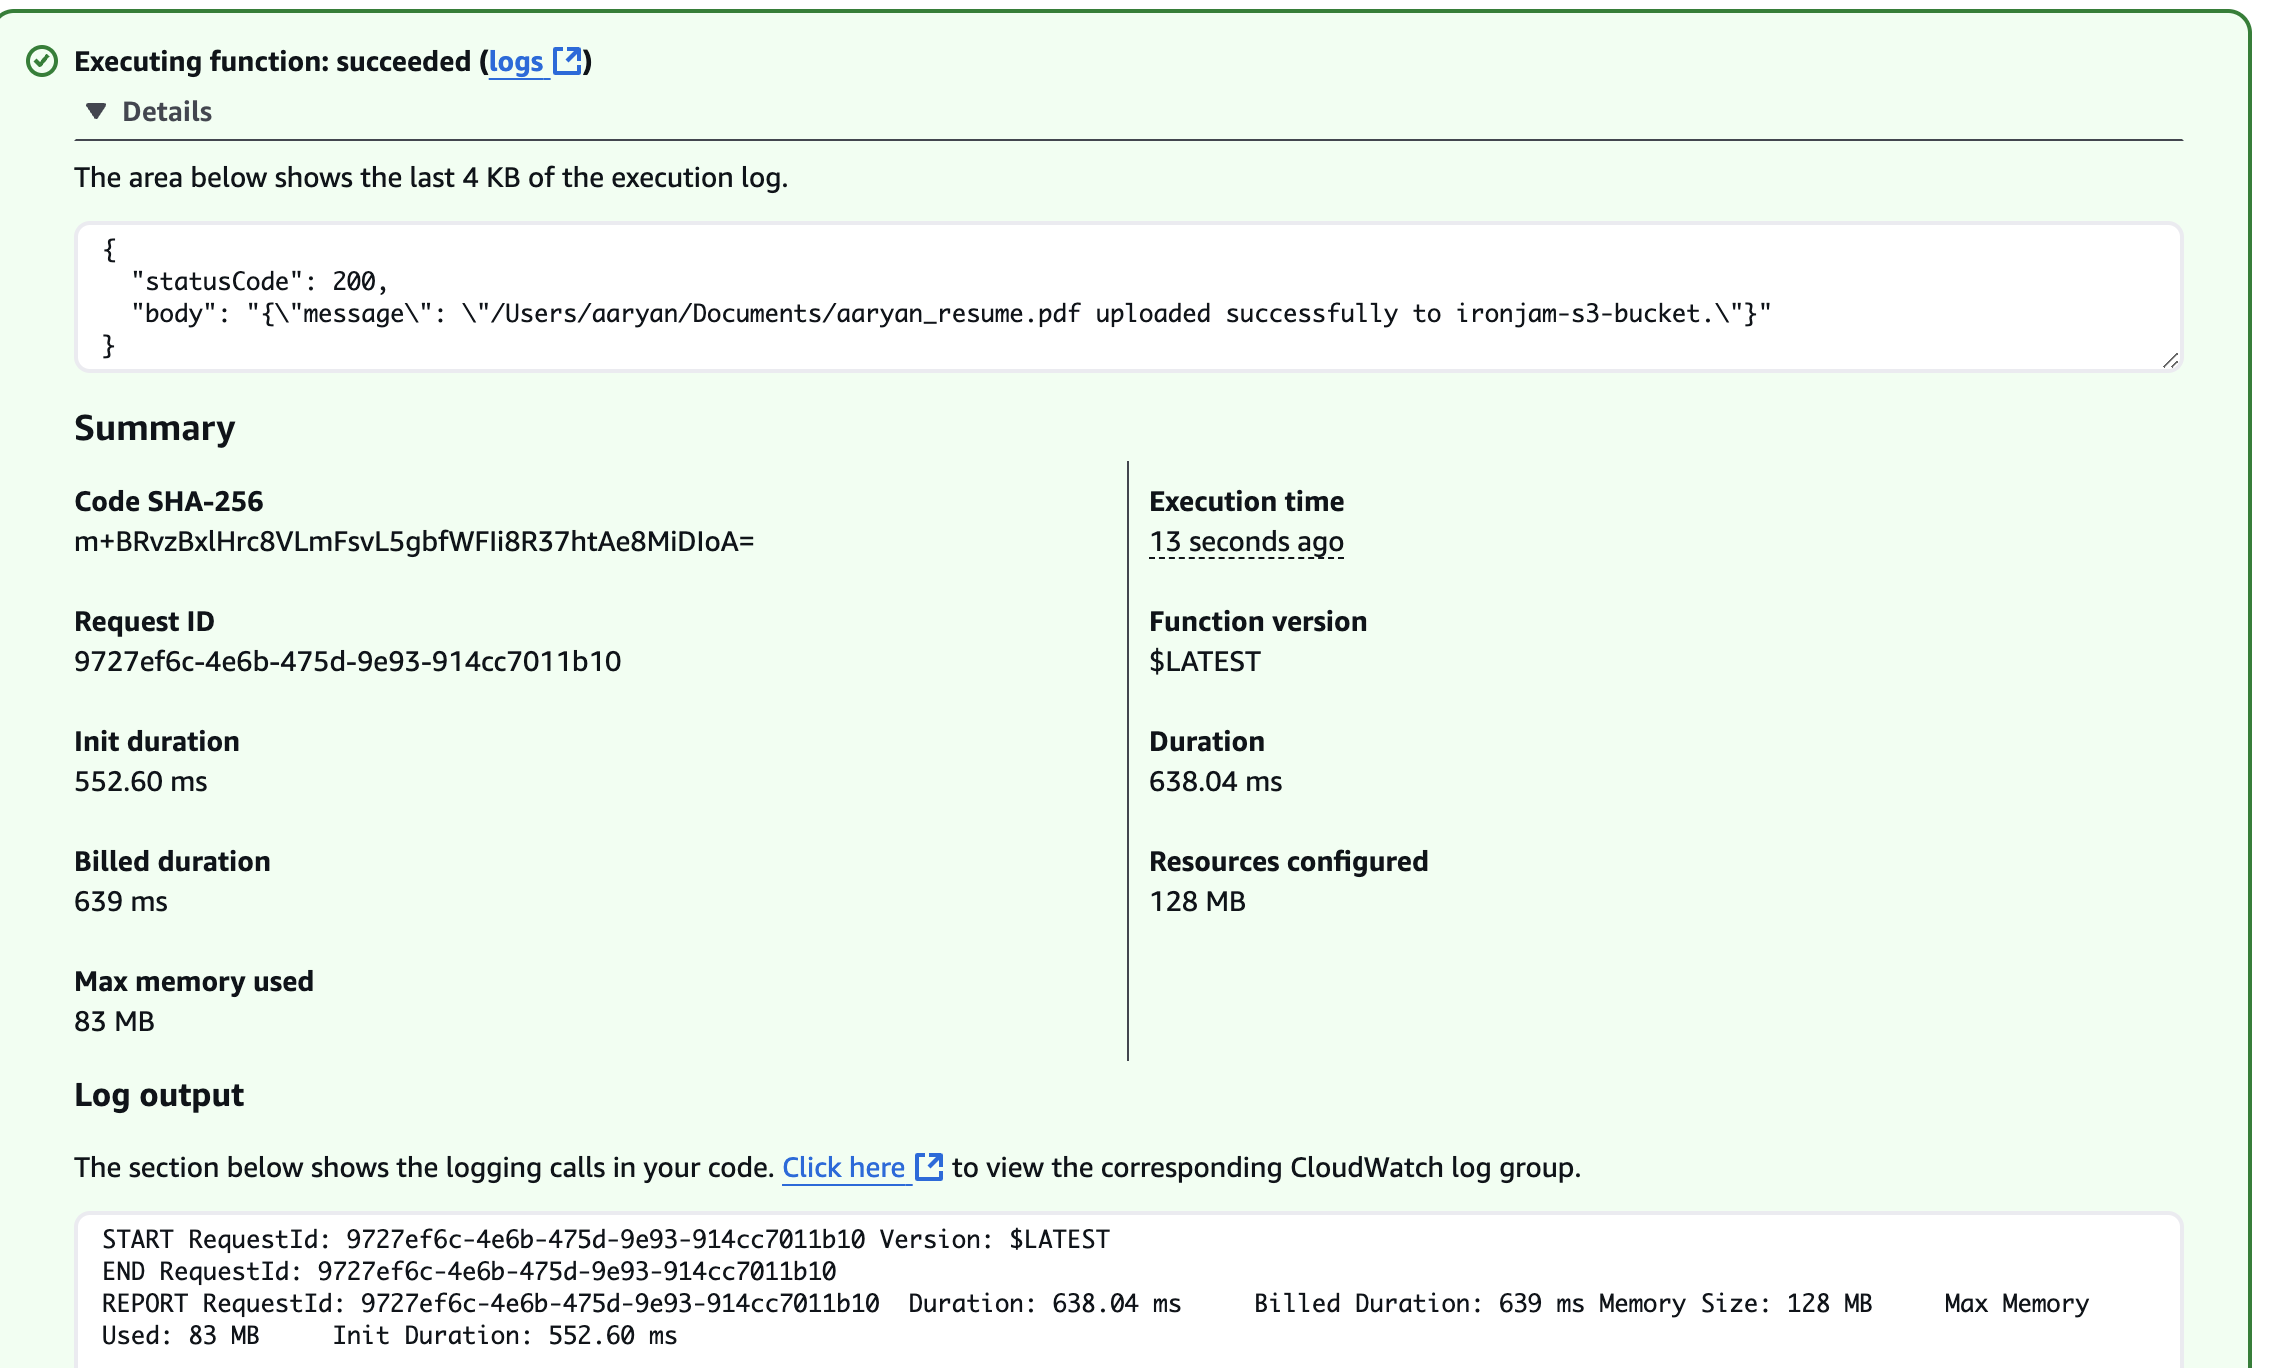 Executing function: succeeded (logs)
Details
The area below shows the last 4 KB of the execution log.
{
  "statusCode": 200,
  "body": "{\"message\": \"/Users/aaryan/Documents/aaryan_resume.pdf uploaded successfully to ironjam-s3-bucket.\"}"
}
Summary
Code SHA-256
m+BRvzBxlHrc8VLmFsvL5gbfWFIi8R37htAe8MiDIoA=
Execution time
13 seconds ago
Request ID
9727ef6c-4e6b-475d-9e93-914cc7011b10
Function version
$LATEST
Init duration
552.60 ms
Duration
638.04 ms
Billed duration
639 ms
Resources configured
128 MB
Max memory used
83 MB
Log output
The section below shows the logging calls in your code. Click here to view the corresponding CloudWatch log group.
START RequestId: 9727ef6c-4e6b-475d-9e93-914cc7011b10 Version: $LATEST
END RequestId: 9727ef6c-4e6b-475d-9e93-914cc7011b10
REPORT RequestId: 9727ef6c-4e6b-475d-9e93-914cc7011b10  Duration: 638.04 ms     Billed Duration: 639 ms Memory Size: 128 MB     Max Memory
Used: 83 MB     Init Duration: 552.60 ms